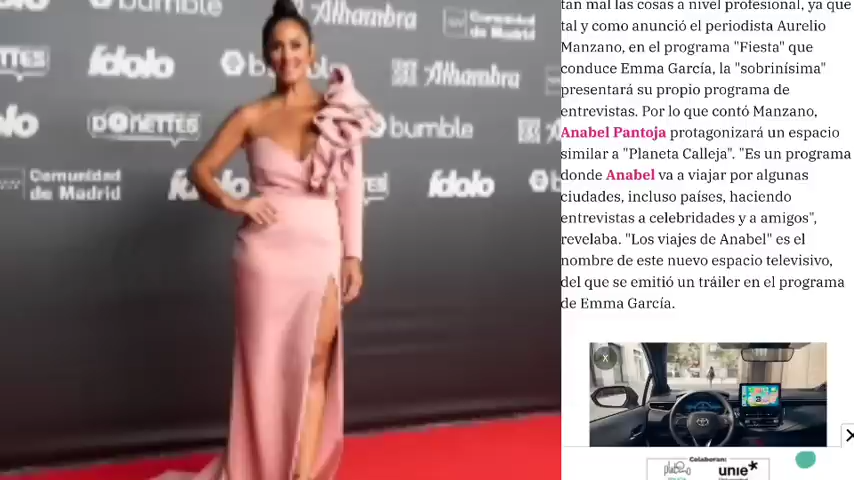 Alhambra
Comunidad
de Madrid
TTES
ídolo
bumble
Alhambra
olo
DONETTES
bumble
Comunidad
de Madrid
ídolo
tan mal las cosas a nivel profesional, ya que
tal y como anunció el periodista Aurelio
Manzano, en el programa "Fiesta" que
conduce Emma García, la "sobrinísima"
presentará su propio programa de
entrevistas. Por lo que contó Manzano,
Anabel Pantoja protagonizará un espacio
similar a "Planeta Calleja". "Es un programa
donde Anabel va a viajar por algunas
ciudades, incluso países, haciendo
entrevistas a celebridades y a amigos",
revelaba. "Los viajes de Anabel" es el
nombre de este nuevo espacio televisivo,
del que se emitió un tráiler en el programa
de Emma García.
X
Colaboran:
unie*